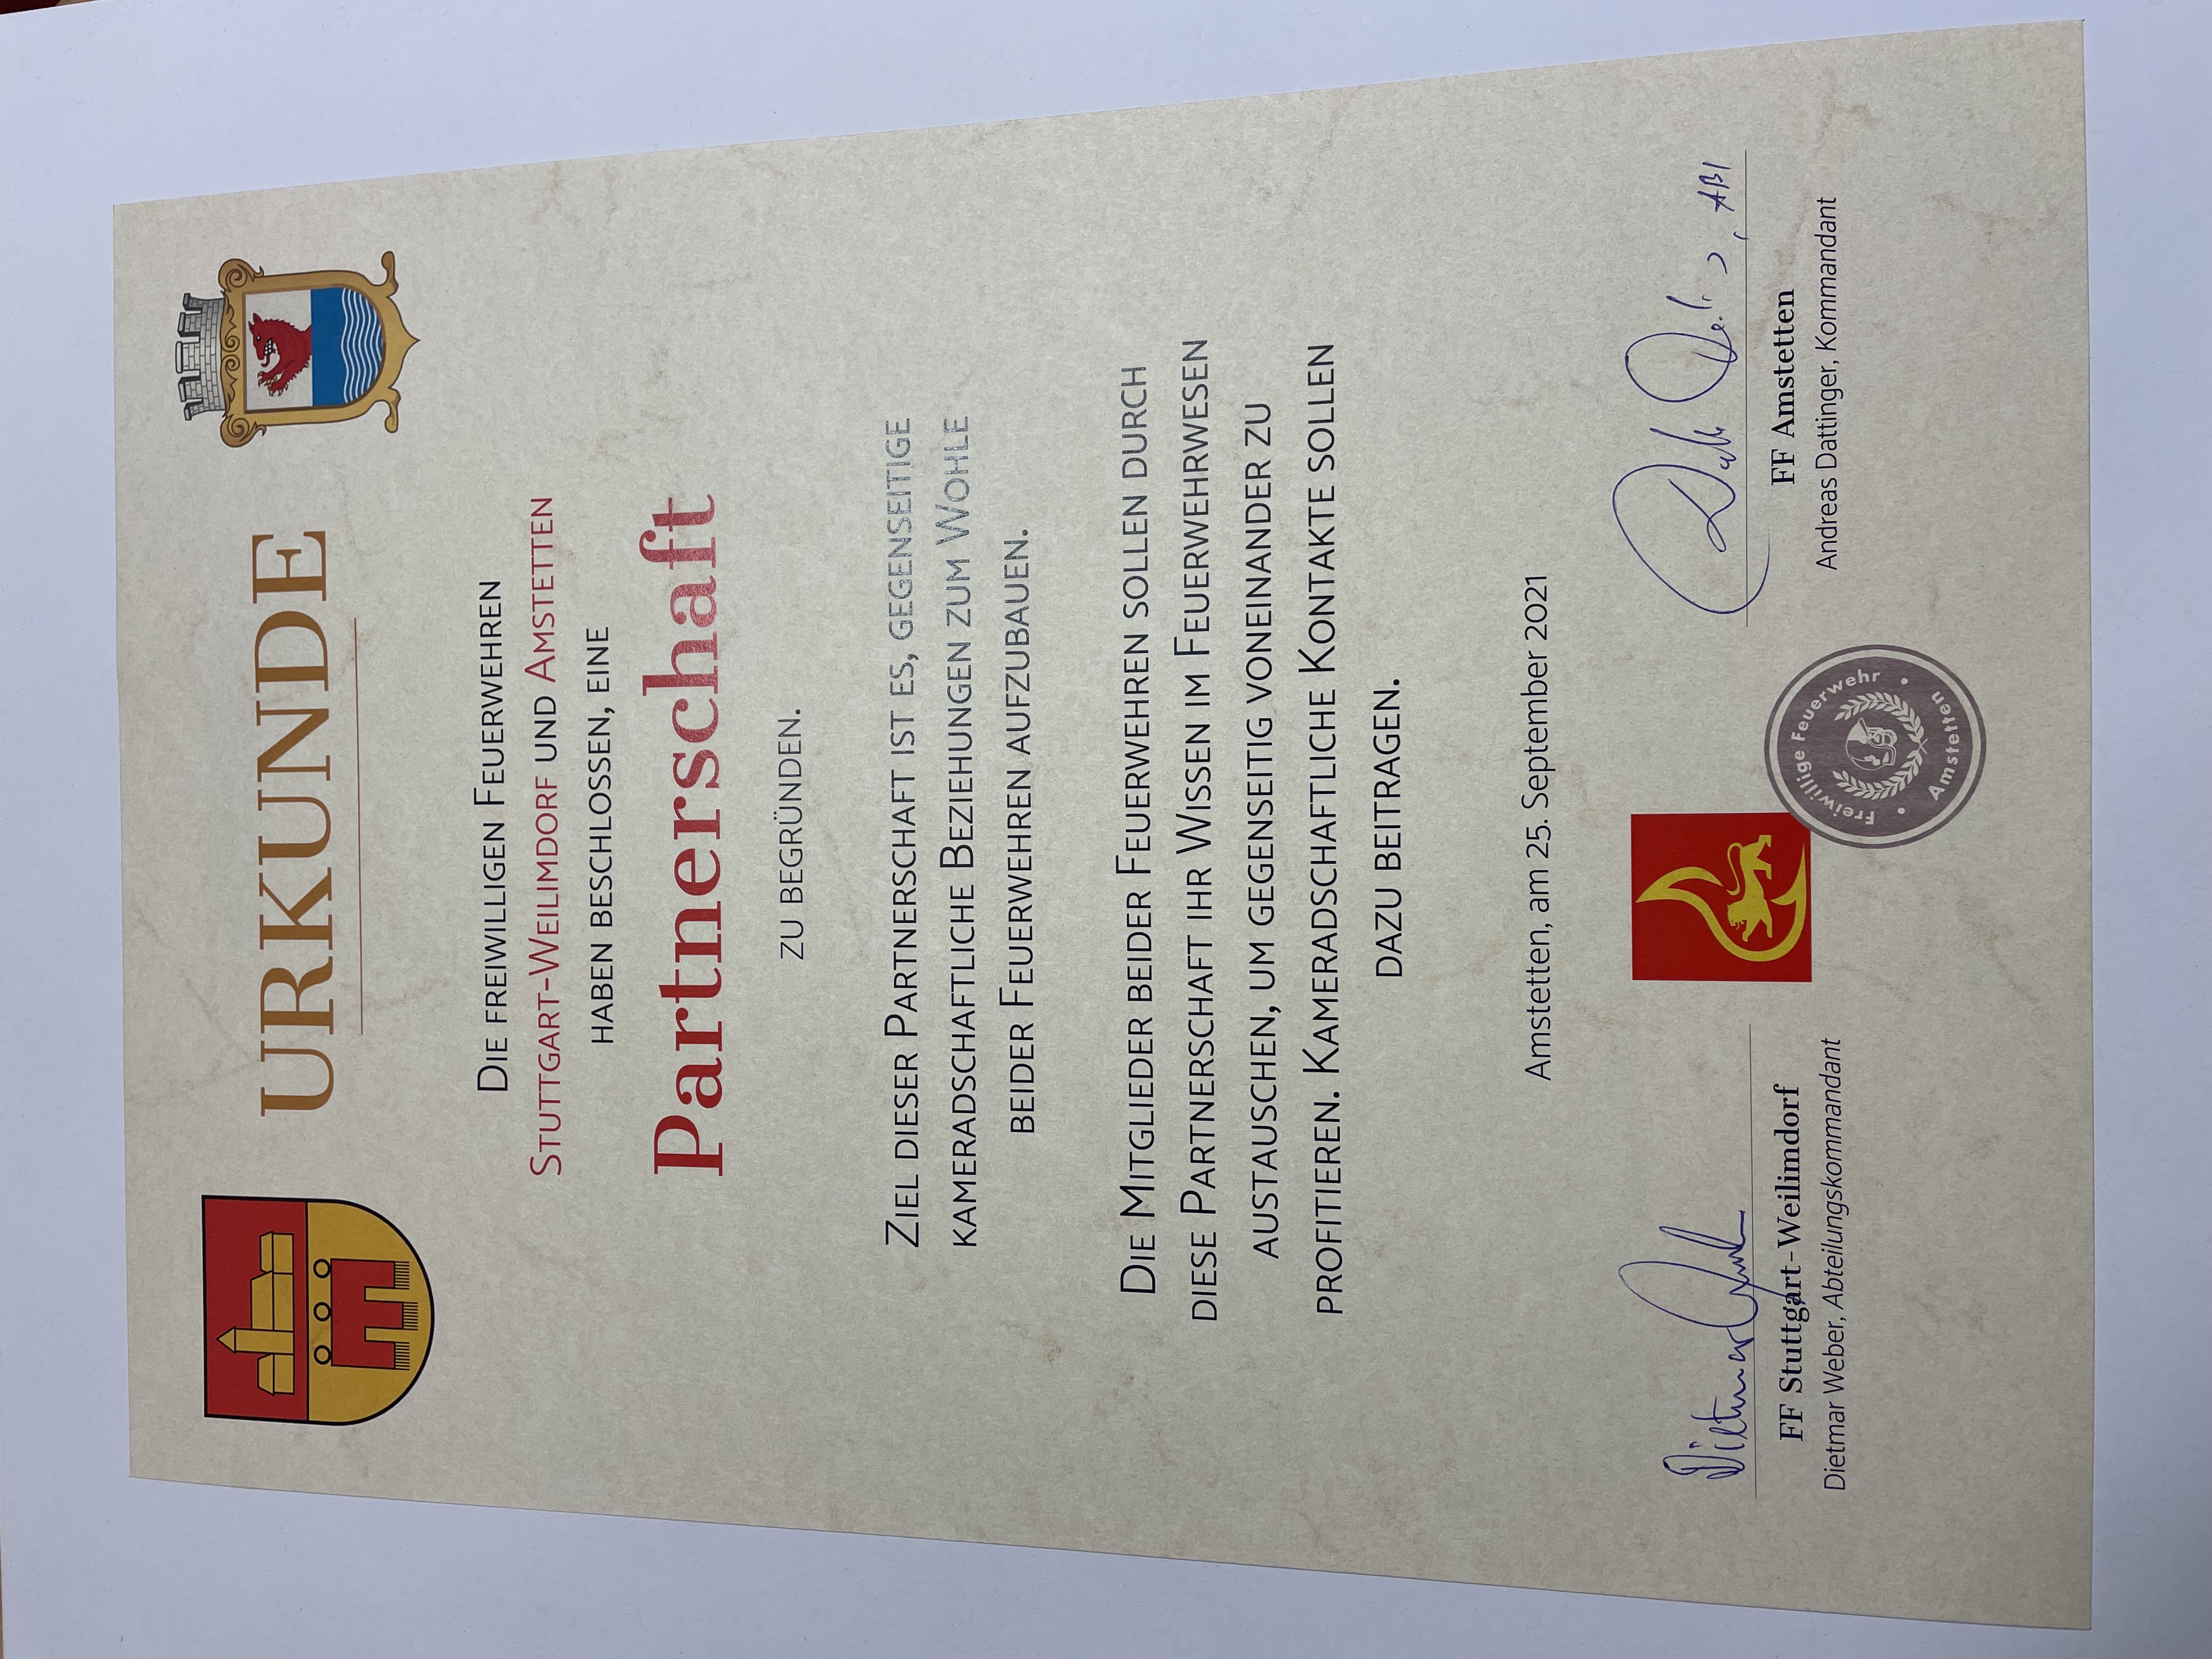 URKUNDE
Die freiwilligen Feuerwehren
Stuttgart-Weilimdorf und Amstetten
haben beschlossen, eine
Partnerschaft
zu begründen.
Ziel dieser Partnerschaft ist es, gegenseitige
kameradschaftliche Beziehungen zum Wohle
beider Feuerwehren aufzubauen.
Die Mitglieder beider Feuerwehren sollen durch
diese Partnerschaft ihr Wissen im Feuerwehrwesen
austauschen, um gegenseitig voneinander zu
profitieren. Kameradschaftliche Kontakte sollen
dazu beitragen.
Amstetten, am 25. September 2021
Dietmar
, ABI
FF Stuttgart-Weilimdorf
Dietmar Weber, Abteilungskommandant
Freiwillige Feuerwehr
Amstetten
FF Amstetten
Andreas Dattinger, Kommandant